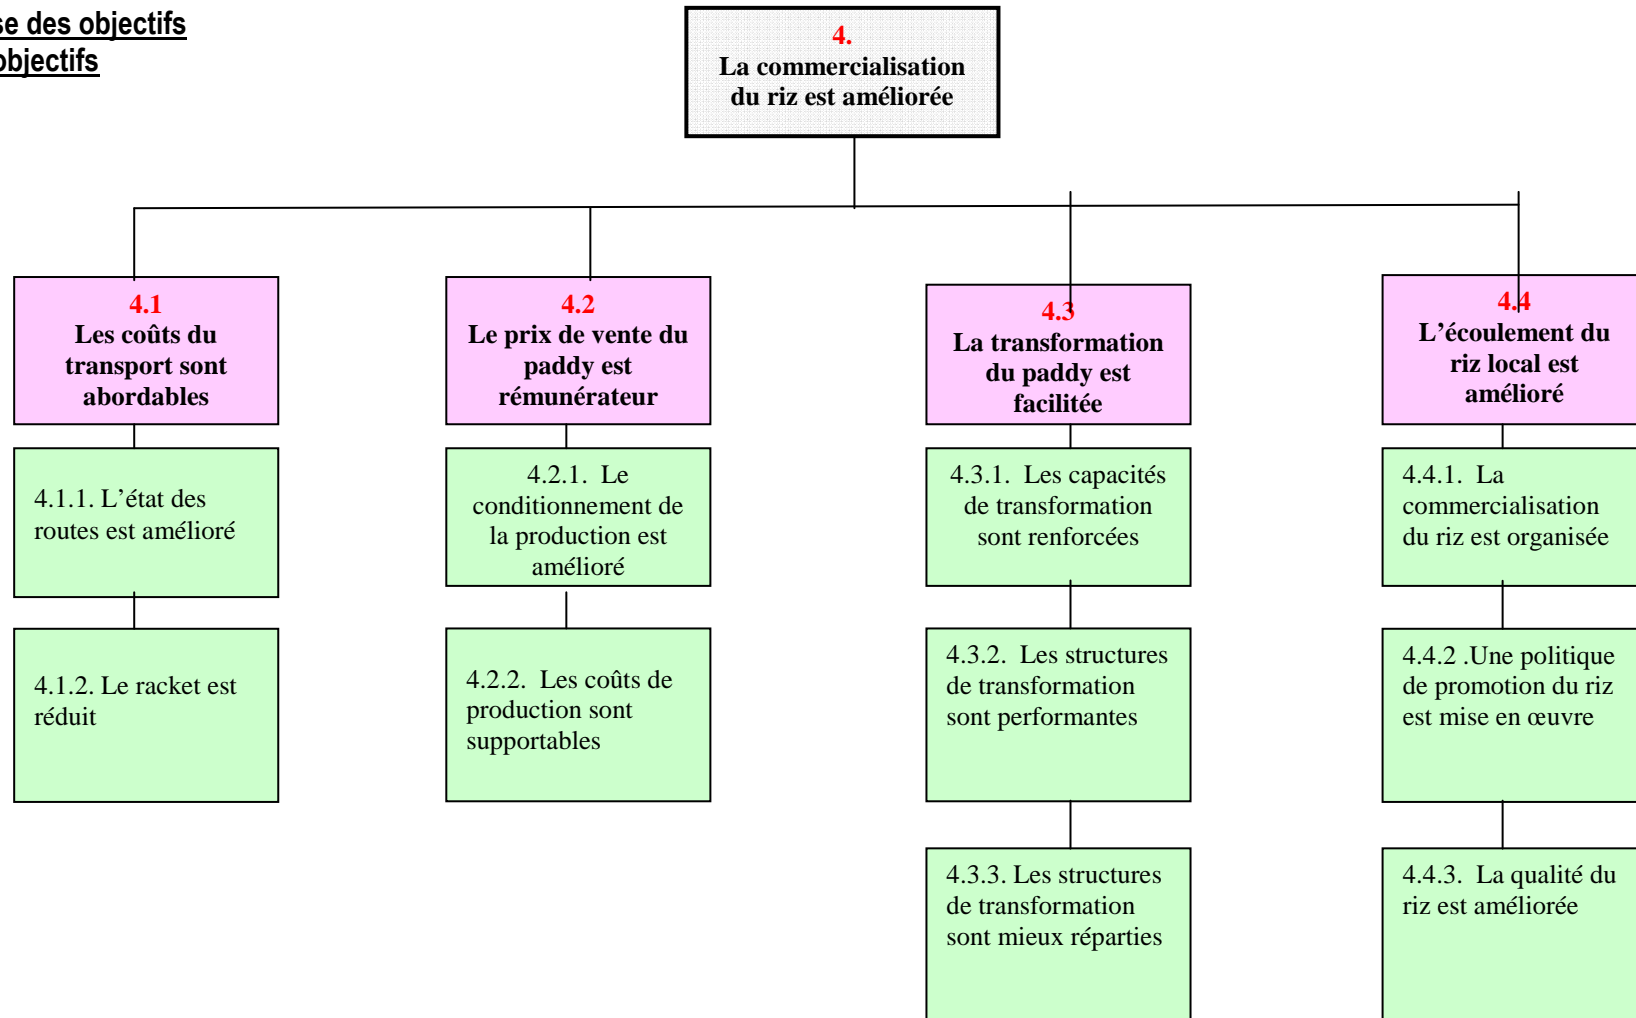 se des objectifs
objectifs
4.
La commercialisation
du riz est améliorée
4.1
Les coûts du
transport sont
abordables
4.2
Le prix de vente du
paddy est
rémunérateur
4.3
La transformation
du paddy est
facilitée
4.4
L’écoulement du
riz local est
amélioré
4.1.1. L’état des
routes est amélioré
4.2.1. Le
conditionnement de
la production est
amélioré
4.3.1. Les capacités
de transformation
sont renforcées
4.4.1. La
commercialisation
du riz est organisée
4.1.2. Le racket est
réduit
4.2.2. Les coûts de
production sont
supportables
4.3.2. Les structures
de transformation
sont performantes
4.4.2 .Une politique
de promotion du riz
est mise en œuvre
4.3.3. Les structures
de transformation
sont mieux réparties
4.4.3. La qualité du
riz est améliorée